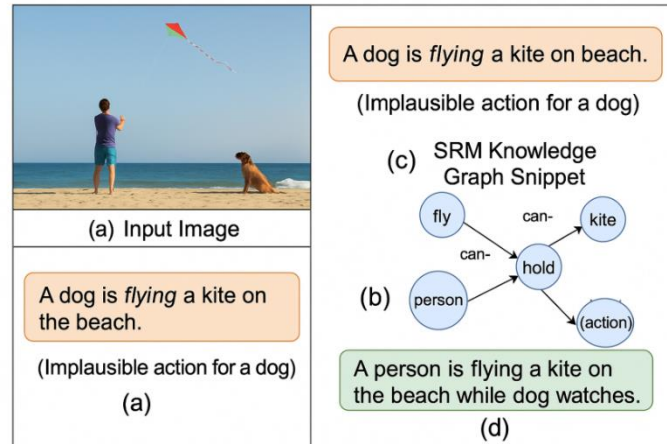 (a) Input Image
A dog is flying a kite on
the beach.
(Implausible action for a dog)
(a)
A dog is flying a kite on beach.
(Implausible action for a dog)
(c) SRM Knowledge
Graph Snippet
fly
can-
kite
can-
hold
(b)
person
(action)
A person is flying a kite on
the beach while dog watches.
(d)